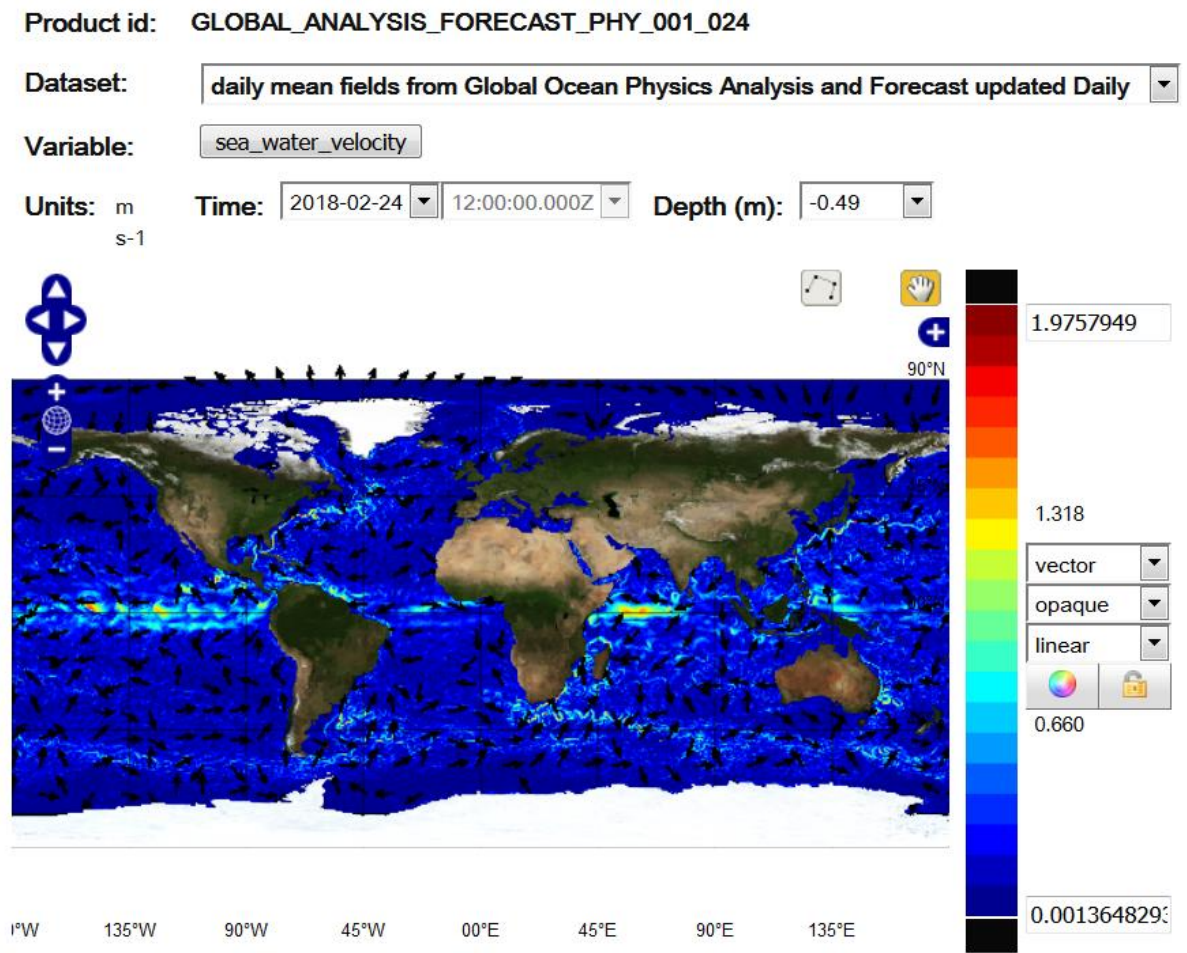 Product id: GLOBAL_ANALYSIS_FORECAST_PHY_001_024
Dataset: daily mean fields from Global Ocean Physics Analysis and Forecast updated Daily
Variable: sea_water_velocity
Units: m s-1 Time: 2018-02-24 12:00:00.000Z Depth (m): -0.49
1.9757949
90°N
1.318
vector
opaque
linear
0.660
0.001364829
135°W 90°W 45°W 00°E 45°E 90°E 135°E